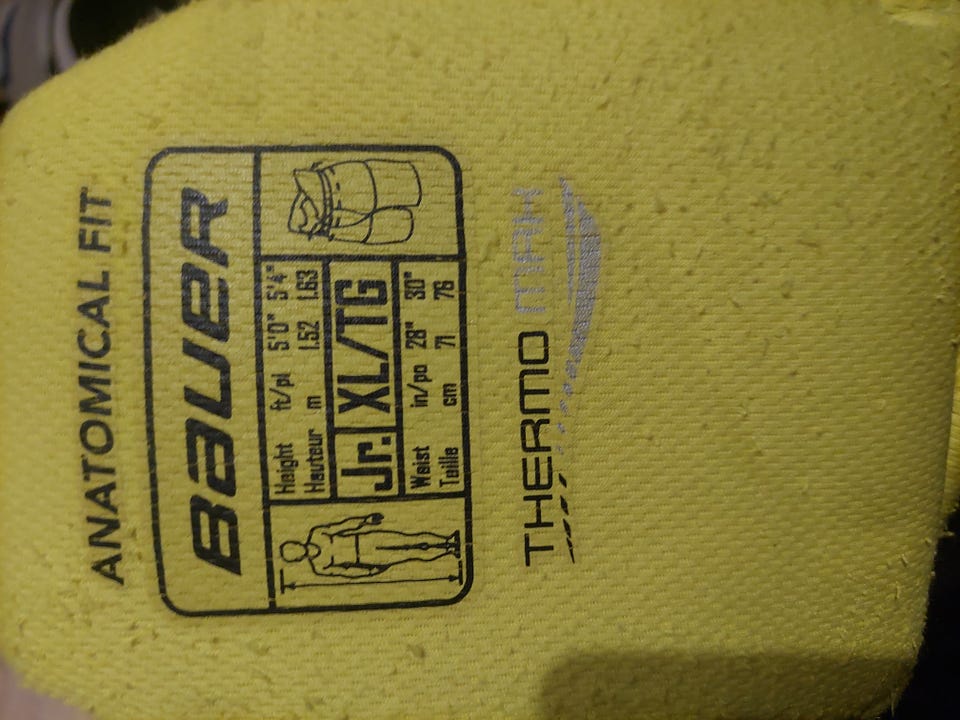 ANATOMICAL FIT
BAUER
Height ft/pi 5'0" 5'4"
Hauteur m 1.52 1.63
Jr. XL/TG
Waist in/po 28" 30"
Taille cm 71 76
THERMO MAX